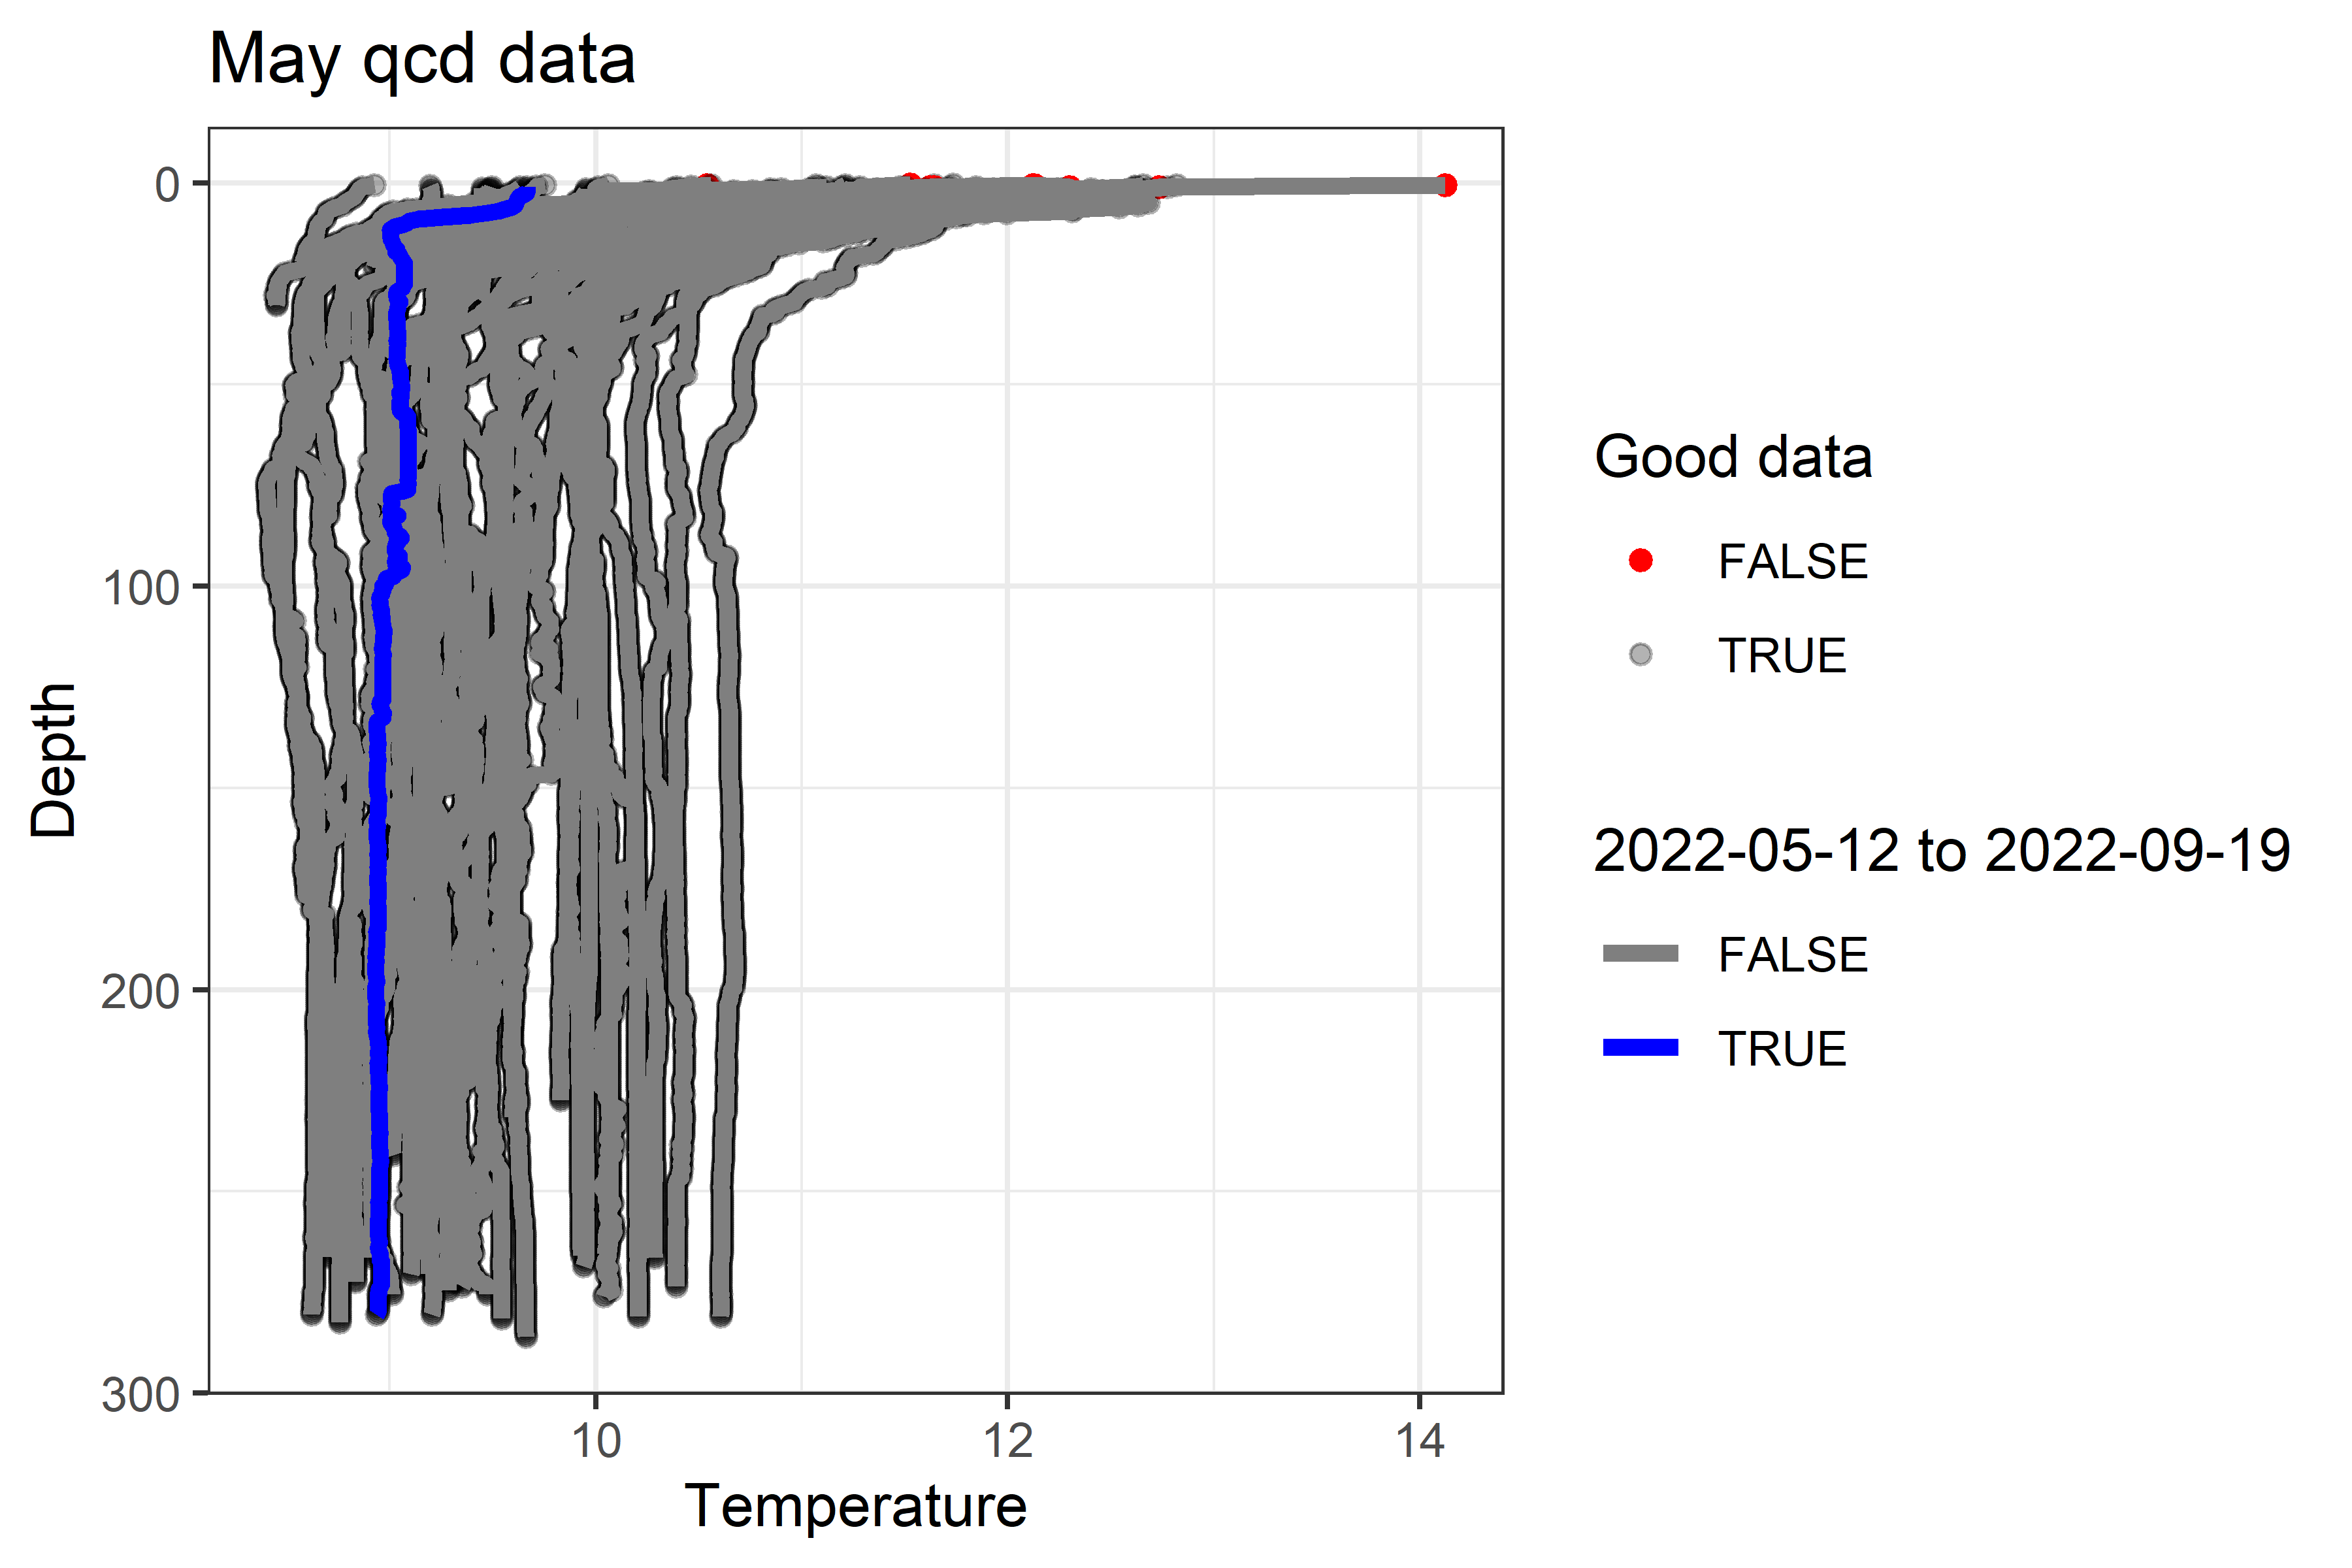 May qcd data
0
100
200
300
Depth
10 12 14
Temperature
Good data
FALSE
TRUE
2022-05-12 to 2022-09-19
FALSE
TRUE